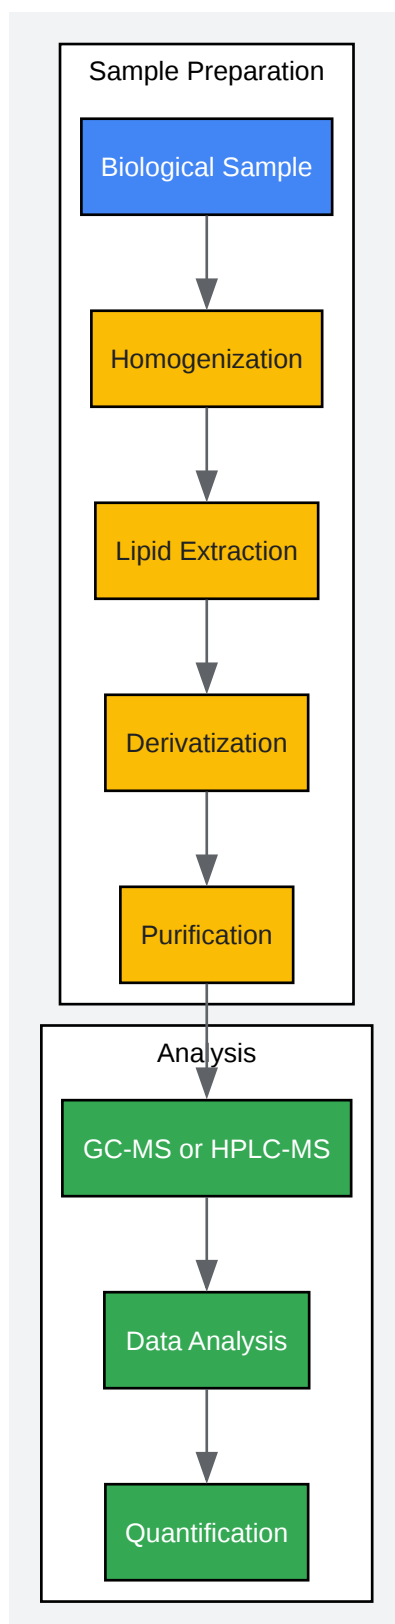 Sample Preparation
Biological Sample
Homogenization
Lipid Extraction
Derivatization
Purification
Analysis
GC-MS or HPLC-MS
Data Analysis
Quantification